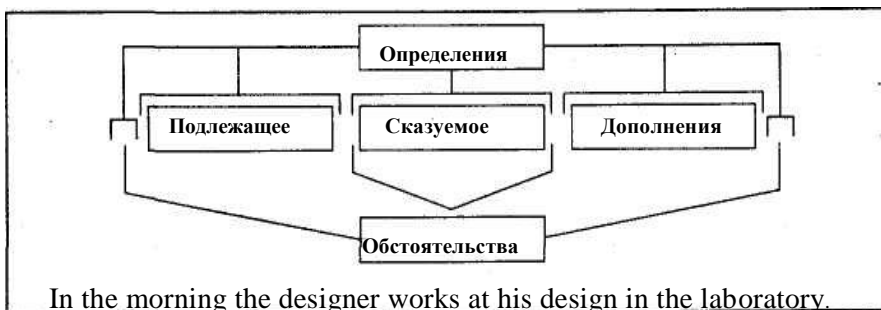 Определения
Подлежащее Сказуемое Дополнения
Обстоятельства
In the morning the designer works at his design in the laboratory.